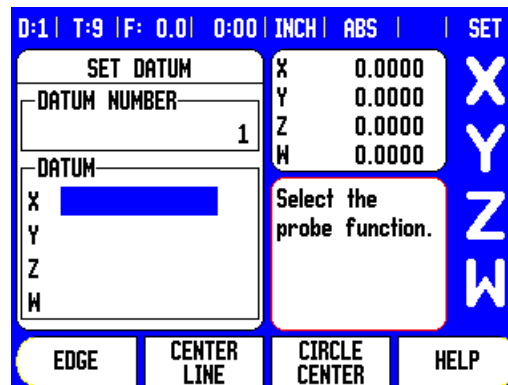 D:1| T:9 |F: 0.0| 0:00|INCH| ABS | | SET
SET DATUM
DATUM NUMBER
1
DATUM
X
Y
Z
W
X 0.0000
Y 0.0000
Z 0.0000
W 0.0000
Select the
probe function.
X
Y
Z
W
EDGE
CENTER
LINE
CIRCLE
CENTER
HELP